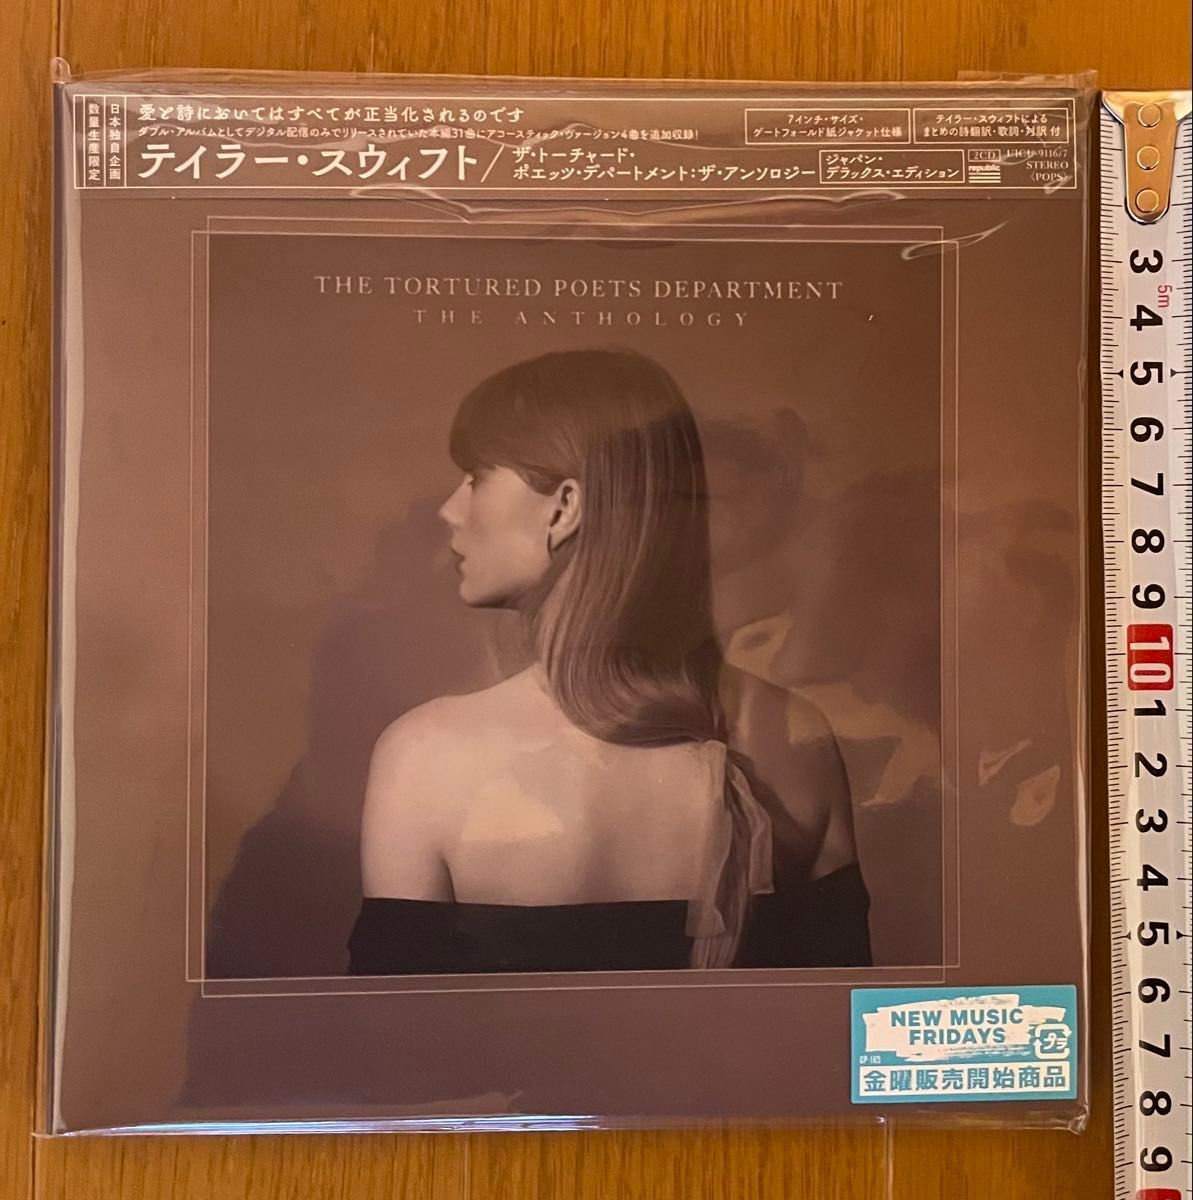 日本独自企画
数量生産限定
愛と詩においてはすべてが正当化されるのです
ダブル・アルバムとしてデジタル配信のみでリリースされていた本編31曲にアコースティック・ヴァージョン4曲を追加収録!
テイラー・スウィフト/
ザ・トーチャード・
ポエッツ・デパートメント:ザ・アンソロジー
7インチ・サイズ・
ゲートフォールド紙ジャケット仕様
テイラー・スウィフトによる
まとめの詩翻訳・歌詞・対訳 付
ジャパン・
デラックス・エディション
2CD
republic
UICU-9116/7
STEREO
〈POPS〉
THE TORTURED POETS DEPARTMENT
THE ANTHOLOGY
NEW MUSIC
FRIDAYS
プラ
CP 165
金曜販売開始商品
3
5m
4
5
6
7
8
9
10
1
2
3
4
5
6
7
8
9